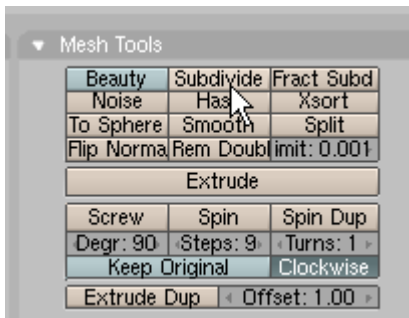 Mesh Tools
Beauty Subdivide Fract Subd
Noise Hash Xsort
To Sphere Smooth Split
Flip Norma Rem Doubl imit: 0.001
Extrude
Screw Spin Spin Dup
Degr: 90 Steps: 9 Turns: 1
Keep Original Clockwise
Extrude Dup Offset: 1.00